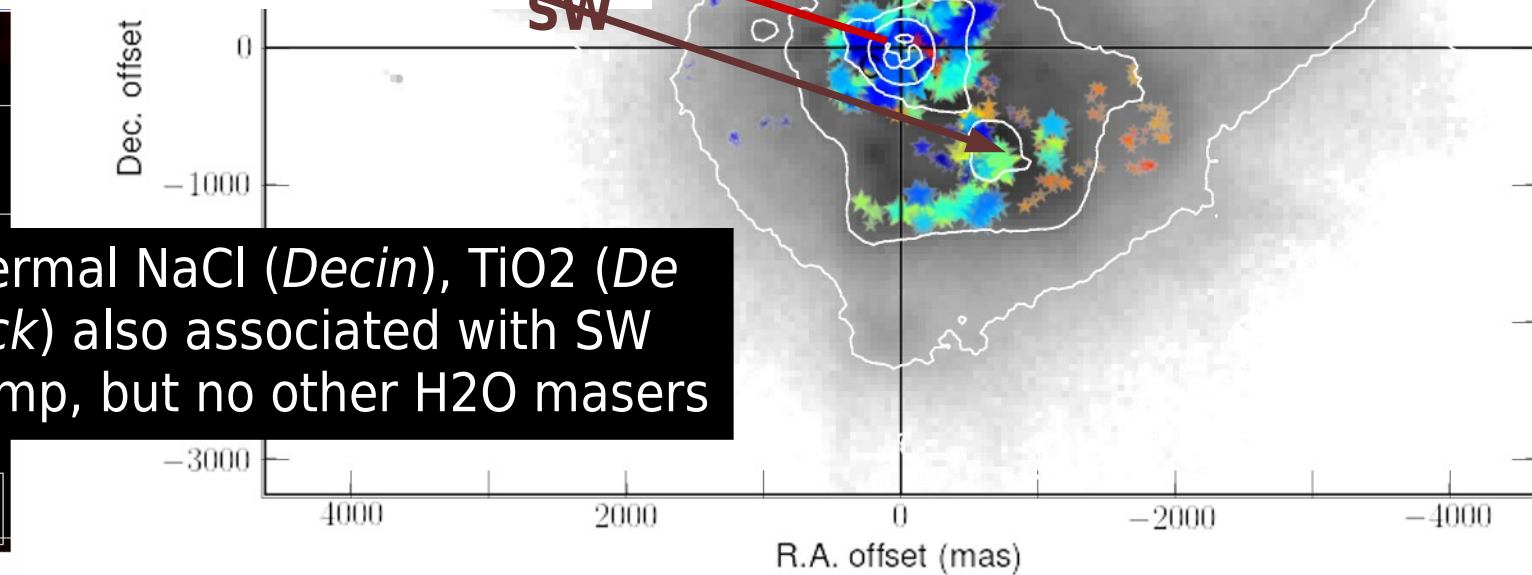 SW
0
Dec. offset
−1000
ermal NaCl (Decin), TiO2 (De
ck) also associated with SW
mp, but no other H2O masers
−3000
4000 2000 0 −2000 −4000
R.A. offset (mas)